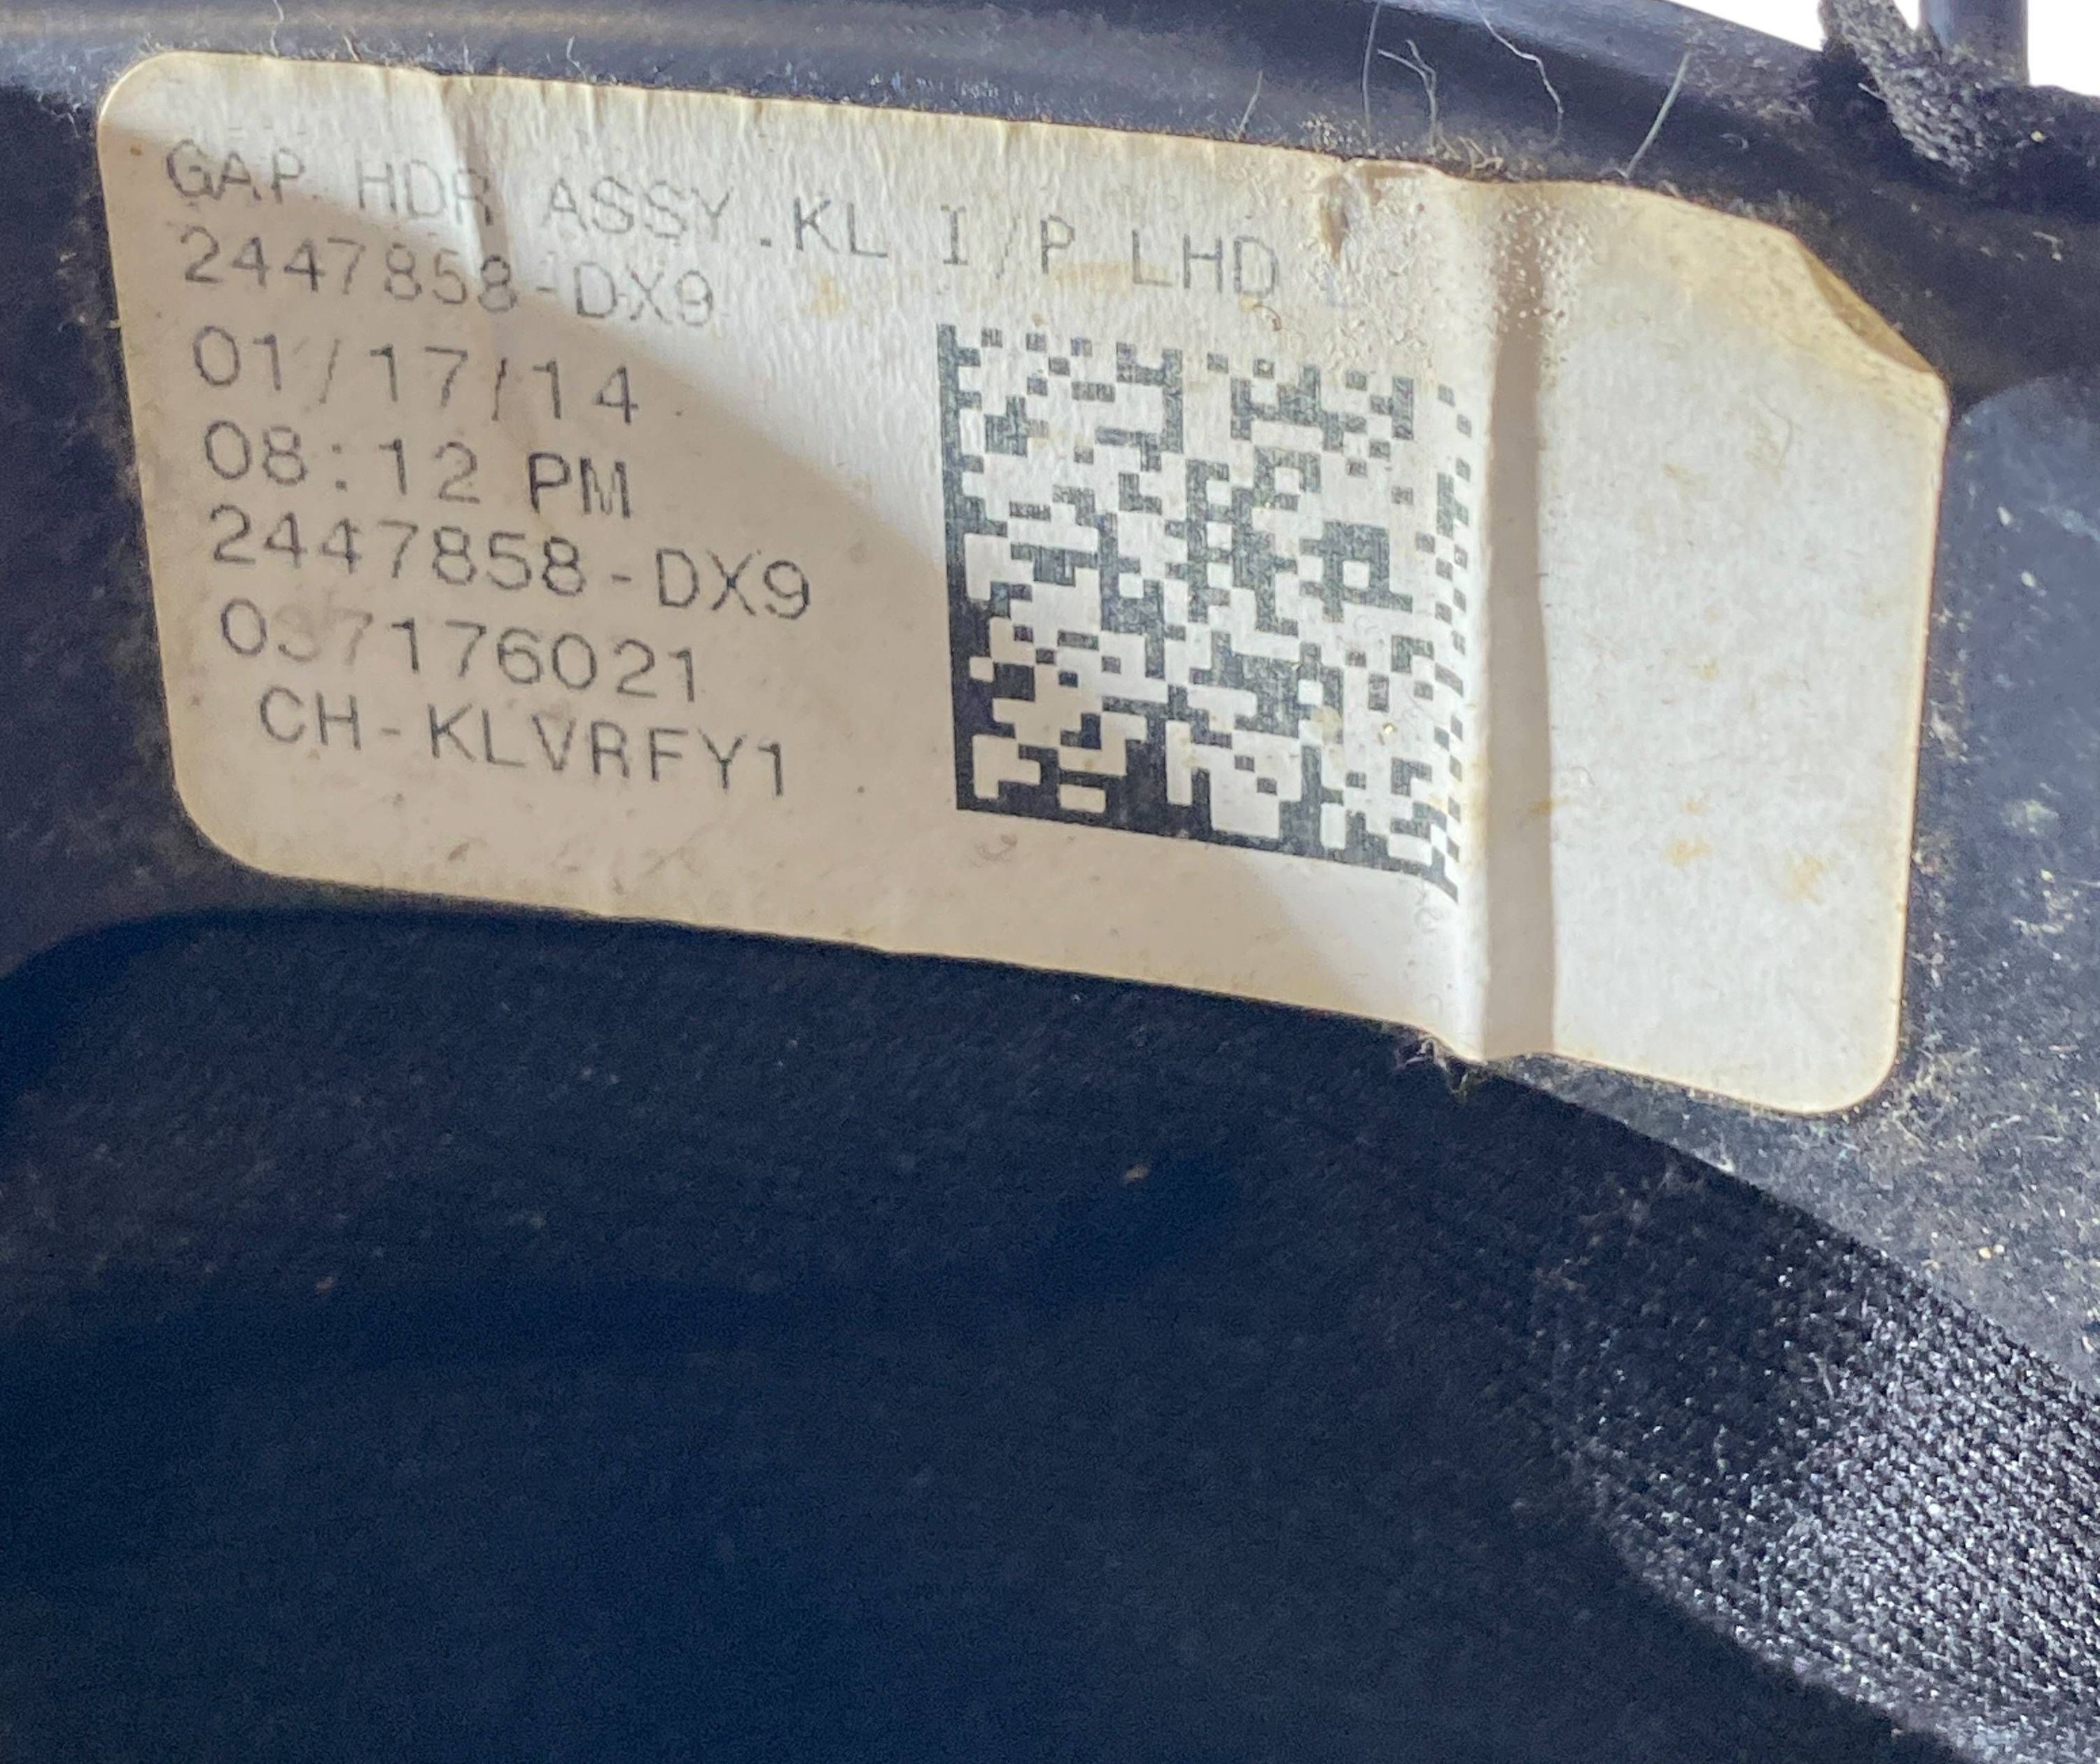 GAP HDR ASSY.KL I/P LHD
2447858-DX9
01/17/14
08:12 PM
2447858-DX9
037176021
CH-KLVRFY1